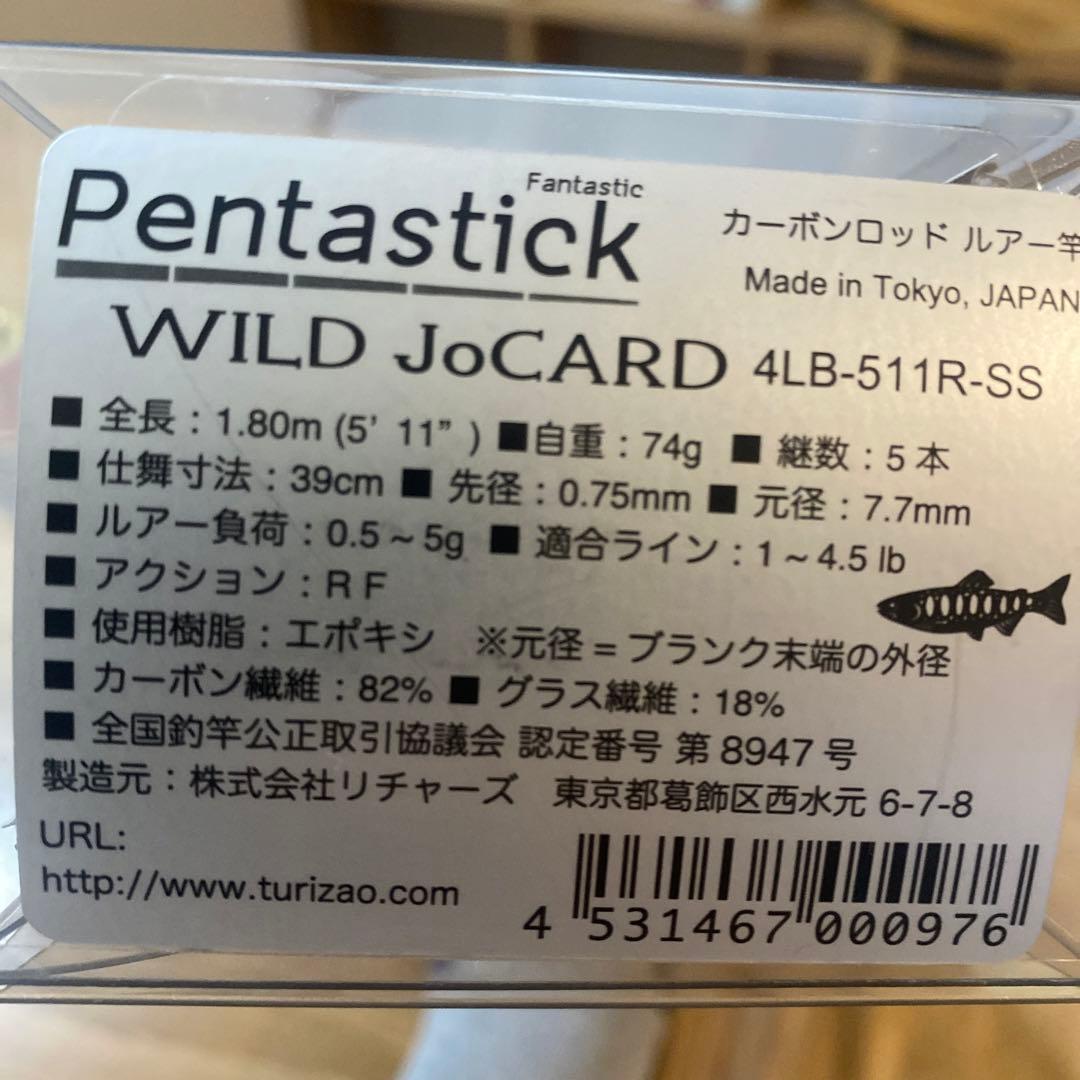 Fantastic
Pentastick
カーボンロッド ルアー竿
Made in Tokyo, JAPAN
WILD JoCARD 4LB-511R-SS
■ 全長：1.80m (5’ 11” ) ■自重：74g ■ 継数：5 本
■ 仕舞寸法：39cm ■ 先径：0.75mm ■ 元径：7.7mm
■ ルアー負荷：0.5 ~ 5g ■ 適合ライン：1 ~ 4.5 lb
■ アクション：R F
■ 使用樹脂：エポキシ ※元径 = ブランク末端の外径
■ カーボン繊維：82% ■ グラス繊維：18%
■ 全国釣竿公正取引協議会 認定番号 第 8947 号
製造元：株式会社リチャーズ 東京都葛飾区西水元 6-7-8
URL:
http://www.turizao.com
4 531467 000976